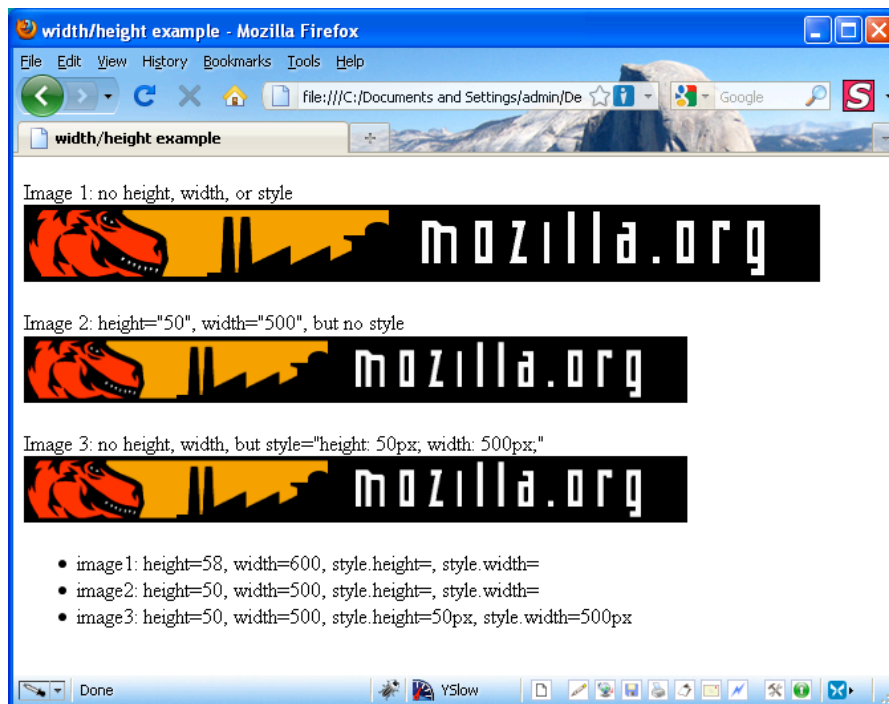 width/height example - Mozilla Firefox
File Edit View History Bookmarks Tools Help
file:///C:/Documents and Settings/admin/De
Google
S
width/height example
Image 1: no height, width, or style
mozilla.org
Image 2: height="50", width="500", but no style
mozilla.org
Image 3: no height, width, but style="height: 50px; width: 500px;"
mozilla.org
• image1: height=58, width=600, style.height=, style.width=
• image2: height=50, width=500, style.height=, style.width=
• image3: height=50, width=500, style.height=50px, style.width=500px
Done
YSlow